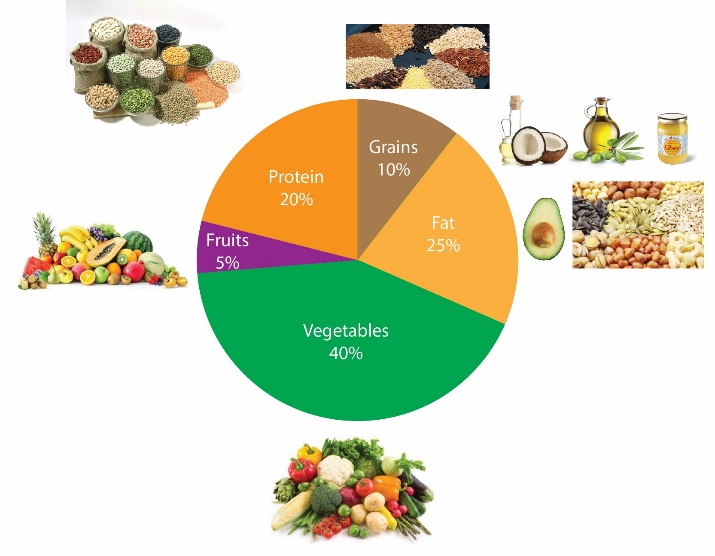 Grains
10%
Fat
25%
Vegetables
40%
Fruits
5%
Protein
20%